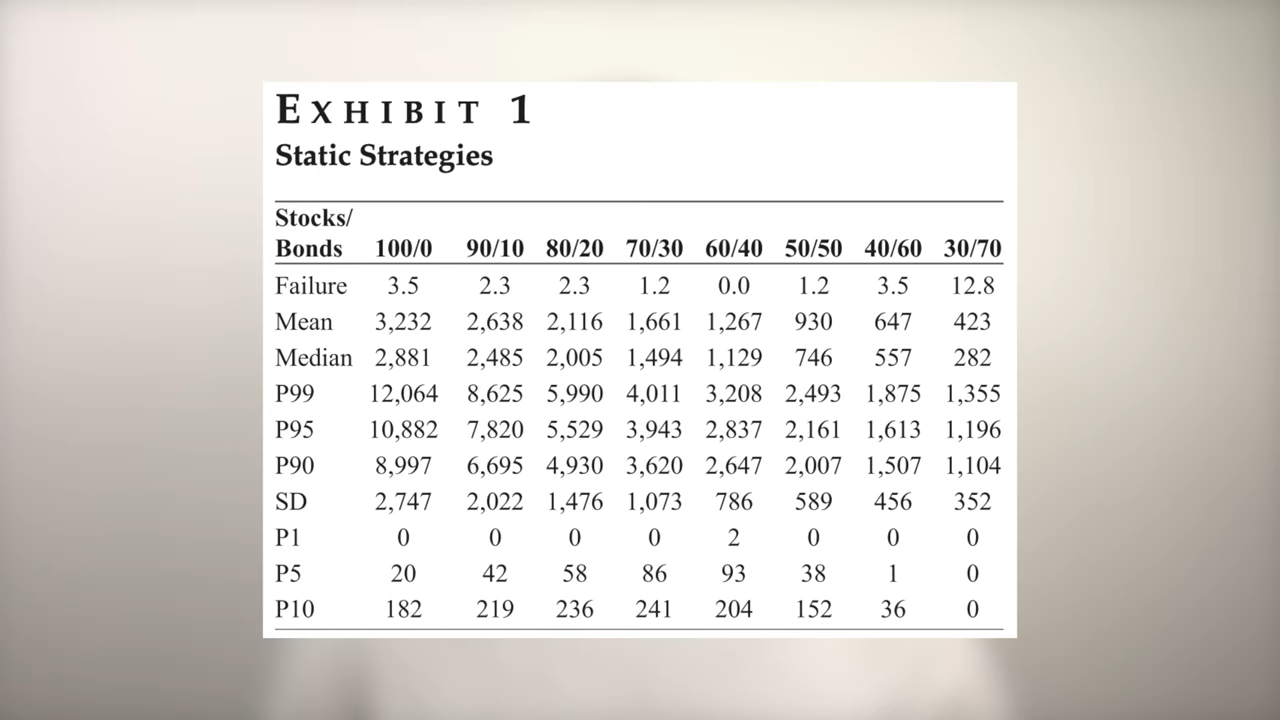 EXHIBIT 1
Static Strategies
Stocks/
Bonds 100/0 90/10 80/20 70/30 60/40 50/50 40/60 30/70
Failure 3.5 2.3 2.3 1.2 0.0 1.2 3.5 12.8
Mean 3,232 2,638 2,116 1,661 1,267 930 647 423
Median 2,881 2,485 2,005 1,494 1,129 746 557 282
P99 12,064 8,625 5,990 4,011 3,208 2,493 1,875 1,355
P95 10,882 7,820 5,529 3,943 2,837 2,161 1,613 1,196
P90 8,997 6,695 4,930 3,620 2,647 2,007 1,507 1,104
SD 2,747 2,022 1,476 1,073 786 589 456 352
P1 0 0 0 0 2 0 0 0
P5 20 42 58 86 93 38 1 0
P10 182 219 236 241 204 152 36 0